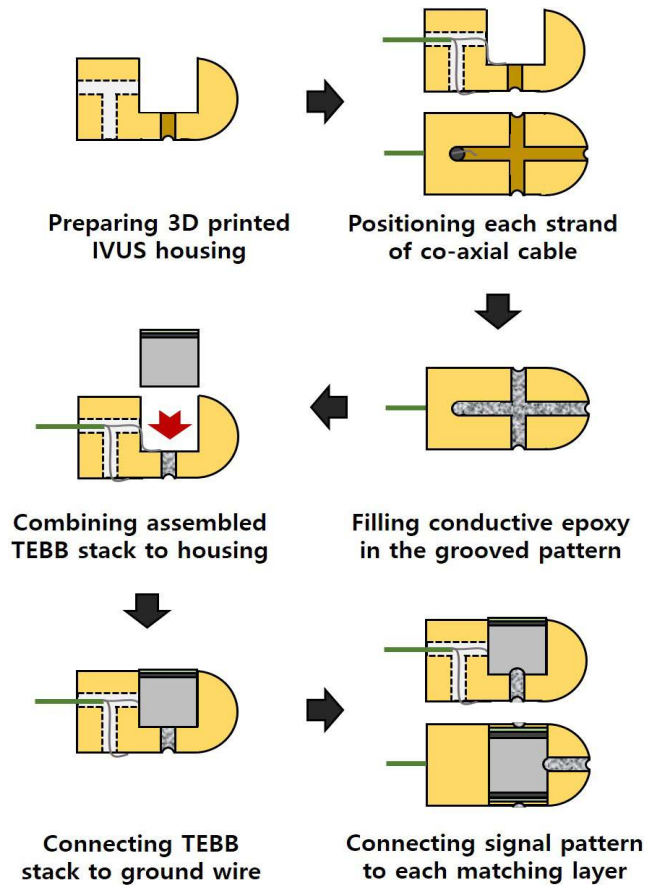 Preparing 3D printed
IVUS housing
Positioning each strand
of co-axial cable
Combining assembled
TEBB stack to housing
Filling conductive epoxy
in the grooved pattern
Connecting TEBB
stack to ground wire
Connecting signal pattern
to each matching layer